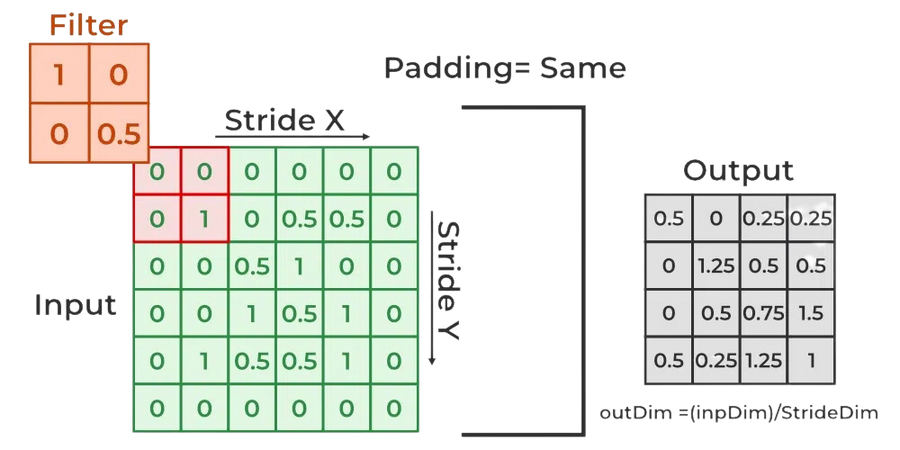 Filter
1 0
0 0.5
Padding= Same
Stride X
0 0 0 0 0 0
0 1 0 0.5 0.5 0
0 0 0.5 1 0 0
0 0 1 0.5 1 0
0 1 0.5 0.5 1 0
0 0 0 0 0 0
Input
Stride Y
Output
0.5 0 0.25 0.25
0 1.25 0.5 0.5
0 0.5 0.75 1.5
0.5 0.25 1.25 1
outDim =(inpDim)/StrideDim